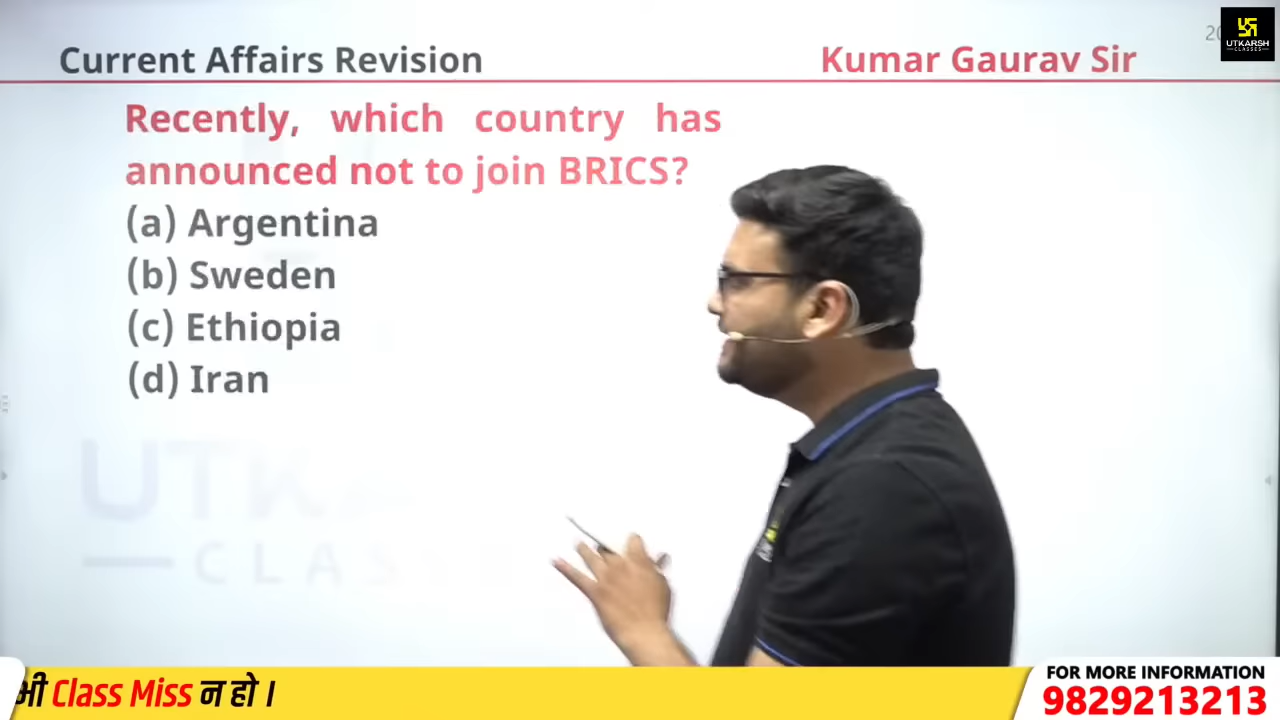 UTKARSH
CLASSES
Current Affairs Revision
Kumar Gaurav Sir
Recently, which country has
announced not to join BRICS?
(a) Argentina
(b) Sweden
(c) Ethiopia
(d) Iran
Class Miss न हो ।
FOR MORE INFORMATION
9829213213